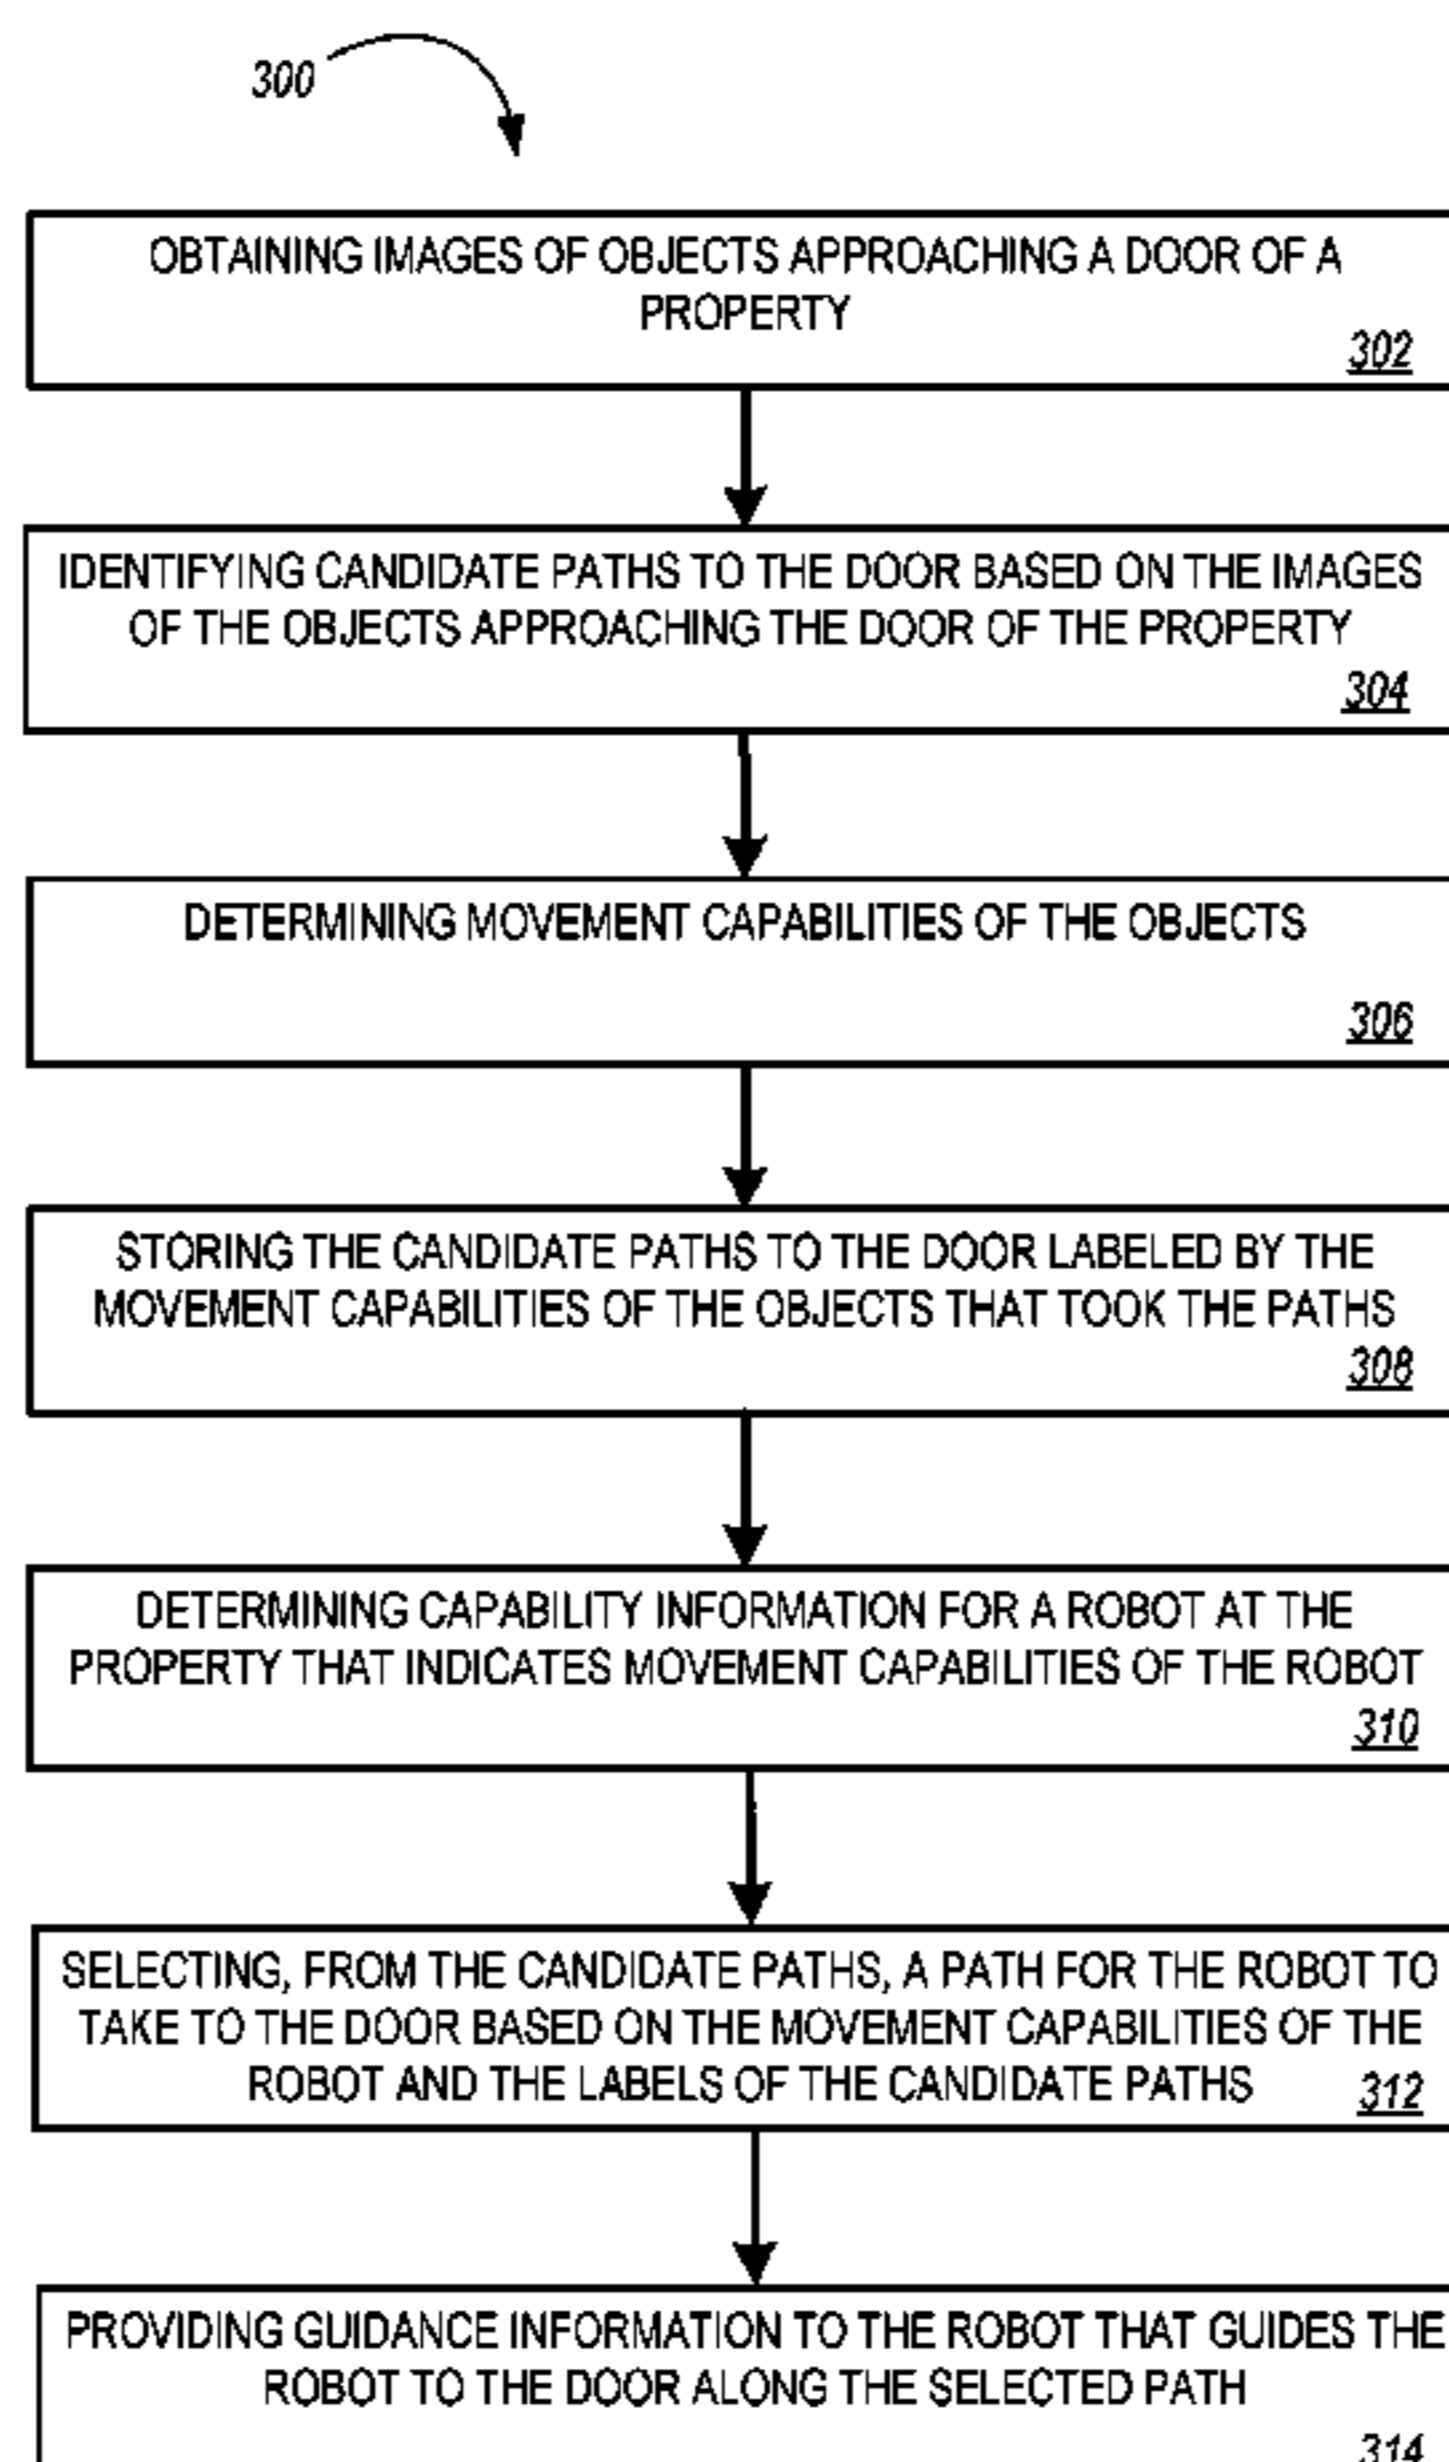 300
OBTAINING IMAGES OF OBJECTS APPROACHING A DOOR OF A
PROPERTY
302
IDENTIFYING CANDIDATE PATHS TO THE DOOR BASED ON THE IMAGES
OF THE OBJECTS APPROACHING THE DOOR OF THE PROPERTY
304
DETERMINING MOVEMENT CAPABILITIES OF THE OBJECTS
306
STORING THE CANDIDATE PATHS TO THE DOOR LABELED BY THE
MOVEMENT CAPABILITIES OF THE OBJECTS THAT TOOK THE PATHS
308
DETERMINING CAPABILITY INFORMATION FOR A ROBOT AT THE
PROPERTY THAT INDICATES MOVEMENT CAPABILITIES OF THE ROBOT
310
SELECTING, FROM THE CANDIDATE PATHS, A PATH FOR THE ROBOT TO
TAKE TO THE DOOR BASED ON THE MOVEMENT CAPABILITIES OF THE
ROBOT AND THE LABELS OF THE CANDIDATE PATHS
312
PROVIDING GUIDANCE INFORMATION TO THE ROBOT THAT GUIDES THE
ROBOT TO THE DOOR ALONG THE SELECTED PATH
314